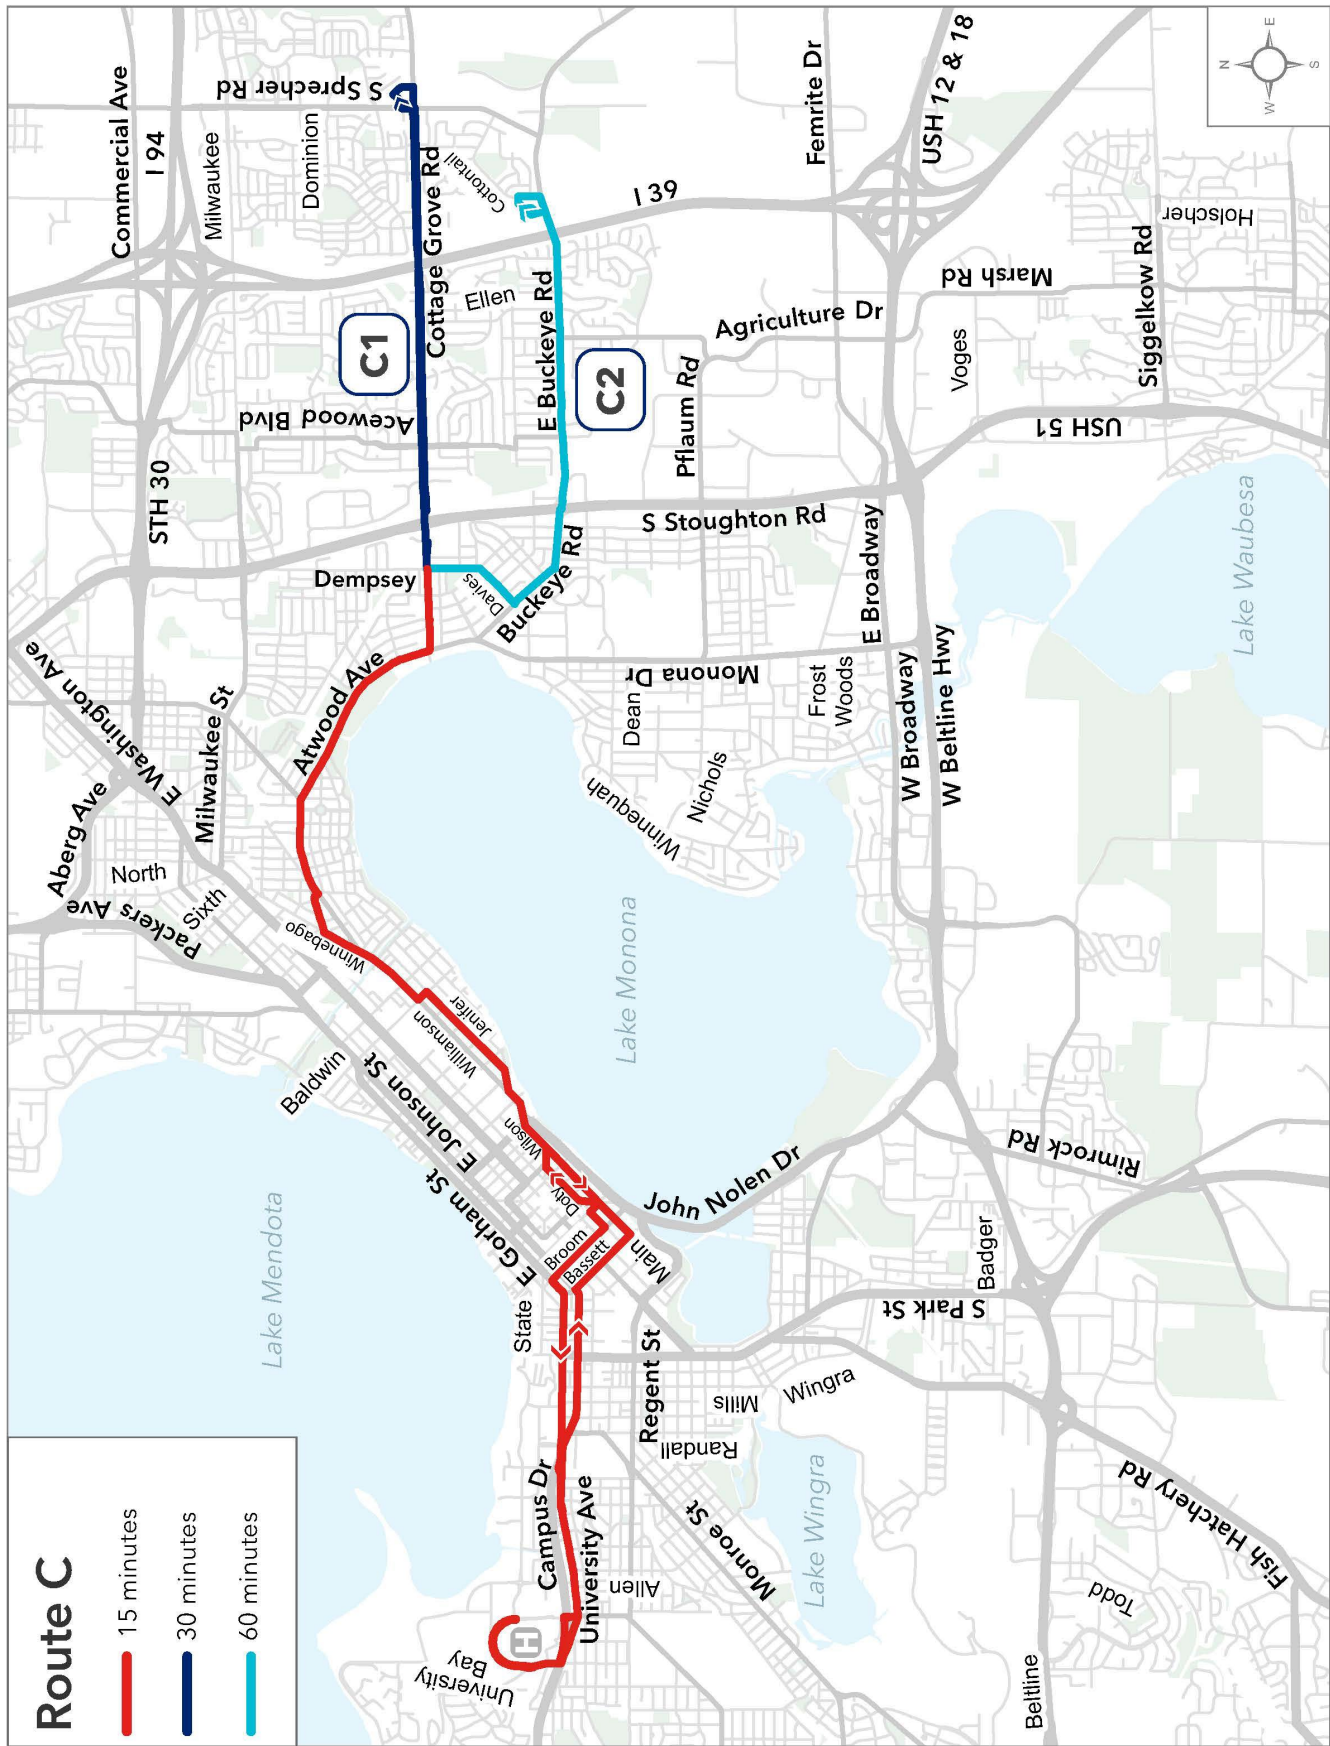 Route C
15 minutes
30 minutes
60 minutes
Commercial Ave
I 94
Milwaukee
Dominion
S Sprecher Rd
Cottage Grove Rd
Cottontail
I 39
Femrite Dr
USH 12 & 18
N
E
S
W
STH 30
Acewood Blvd
C1
Ellen
E Buckeye Rd
C2
Pflaum Rd
Agriculture Dr
Marsh Rd
Voges
Siggelkow Rd
Holscher
USH 51
S Stoughton Rd
E Broadway
Dempsey
Davies
Buckeye Rd
Monona Dr
Dean
Frost
Woods
W Broadway
W Beltline Hwy
Lake Waubesa
E Washington Ave
Aberg Ave
North
Packers Ave
Sixth
Milwaukee St
Atwood Ave
Winnebago
Winnequah
Nichols
Lake Monona
Baldwin
E Johnson St
E Gorham St
Williamson
Jenifer
Wilson
Doty
Broom
Bassett
Main
John Nolen Dr
Rimrock Rd
Lake Mendota
State
Regent St
S Park St
Badger
Mills
Wingra
Randall
Campus Dr
University Ave
Allen
Monroe St
Lake Wingra
Fish Hatchery Rd
Todd
Beltline
University
Bay
H